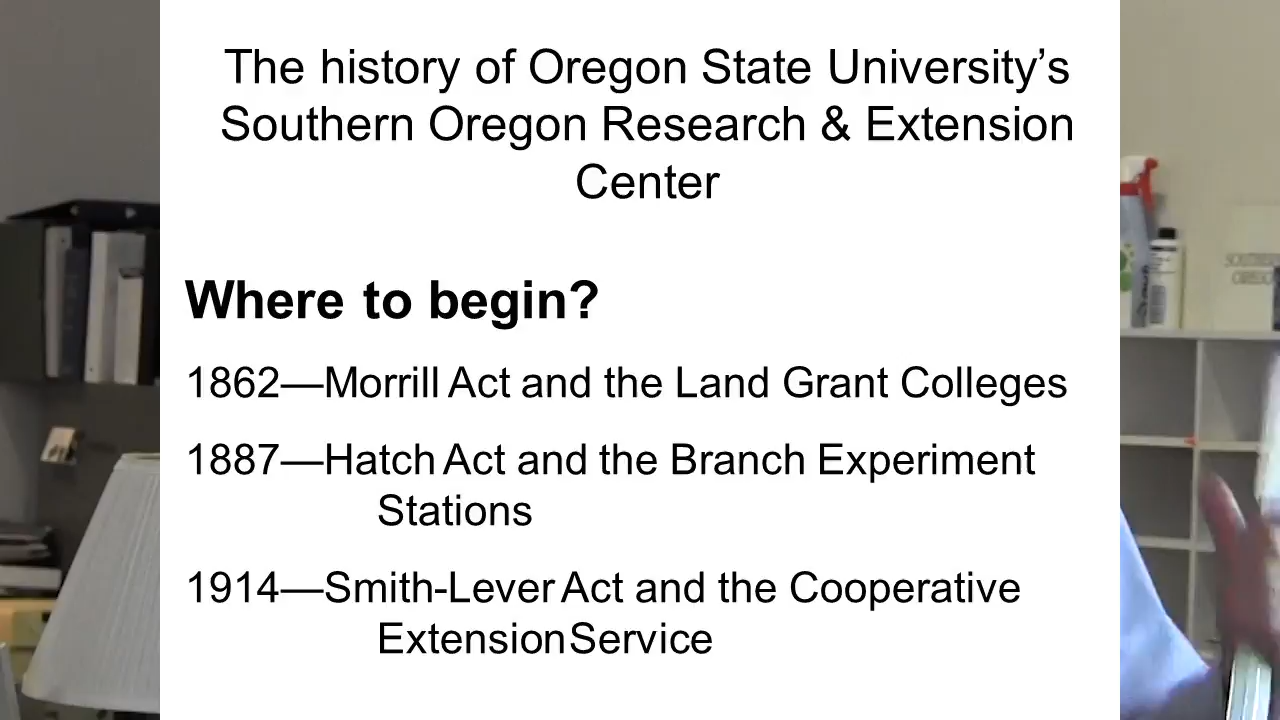 The history of Oregon State University’s
Southern Oregon Research & Extension
Center
Where to begin?
1862—Morrill Act and the Land Grant Colleges
1887—Hatch Act and the Branch Experiment
Stations
1914—Smith-Lever Act and the Cooperative
Extension Service